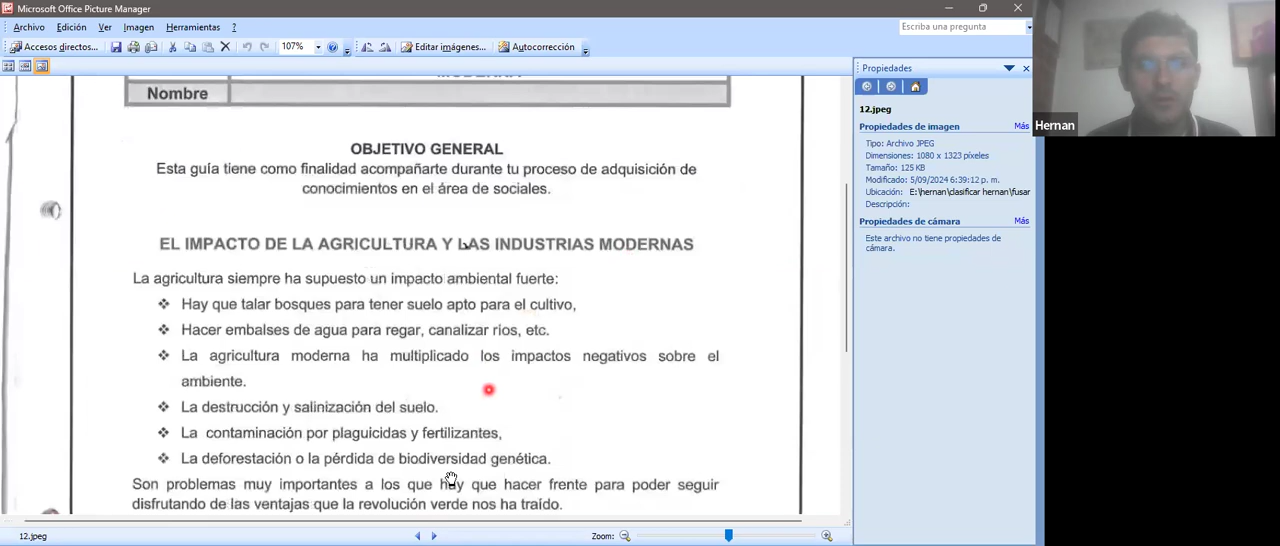 Microsoft Office Picture Manager
Archivo Edición Ver Imagen Herramientas ?
Escriba una pregunta
Accesos directos...
107%
Editar imágenes...
Autocorrección
Nombre
OBJETIVO GENERAL
Esta guía tiene como finalidad acompañarte durante tu proceso de adquisición de
conocimientos en el área de sociales.
EL IMPACTO DE LA AGRICULTURA Y LAS INDUSTRIAS MODERNAS
La agricultura siempre ha supuesto un impacto ambiental fuerte:
❖ Hay que talar bosques para tener suelo apto para el cultivo,
❖ Hacer embalses de agua para regar, canalizar rios, etc.
❖ La agricultura moderna ha multiplicado los impactos negativos sobre el
ambiente.
❖ La destrucción y salinización del suelo.
❖ La contaminación por plaguicidas y fertilizantes,
❖ La deforestación o la pérdida de biodiversidad genética.
Son problemas muy importantes a los que hay que hacer frente para poder seguir
disfrutando de las ventajas que la revolución verde nos ha traído.
12.jpeg
Zoom:
Propiedades
12.jpeg
Propiedades de imagen Más
Tipo: Archivo JPEG
Dimensiones: 1080 x 1323 píxeles
Tamaño: 125 KB
Modificado: 5/09/2024 6:39:12 p. m.
Ubicación: E:\hernan\clasificar hernan\fusar
Descripción:
Propiedades de cámara Más
Este archivo no tiene propiedades de
cámara.
Hernan